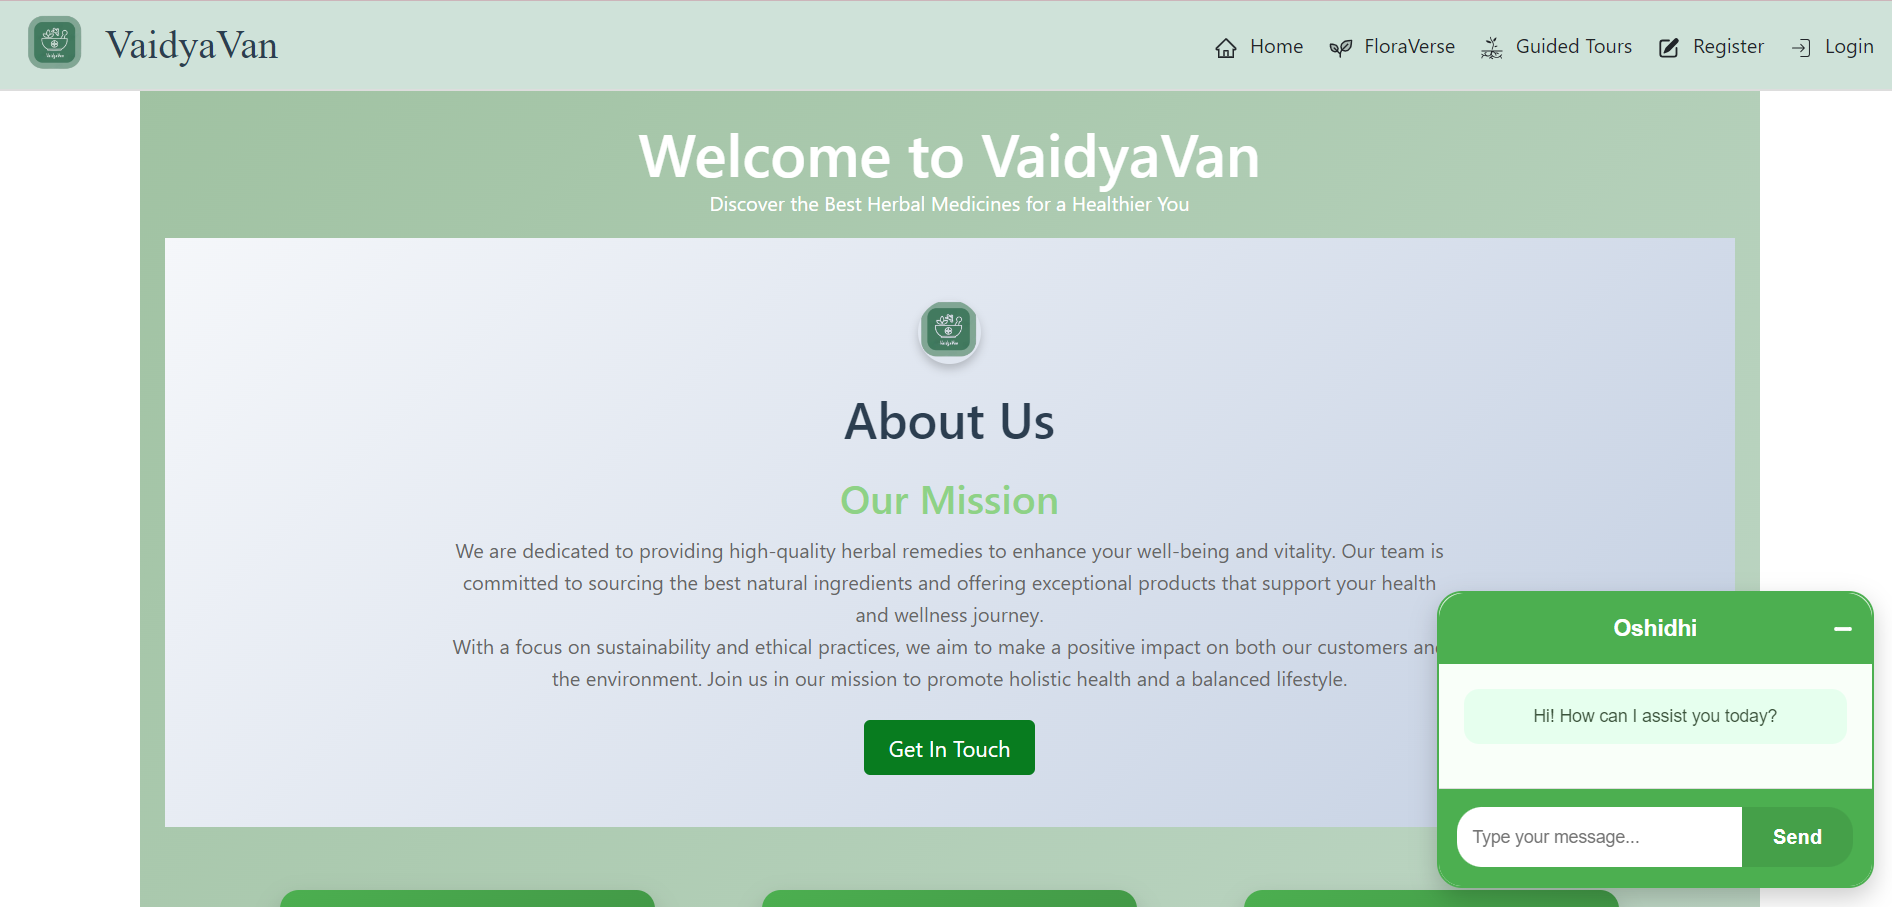 VaidyaVan
Home
FloraVerse
Guided Tours
Register
Login
Welcome to VaidyaVan
Discover the Best Herbal Medicines for a Healthier You
About Us
Our Mission
We are dedicated to providing high-quality herbal remedies to enhance your well-being and vitality. Our team is
committed to sourcing the best natural ingredients and offering exceptional products that support your health
and wellness journey.
With a focus on sustainability and ethical practices, we aim to make a positive impact on both our customers
the environment. Join us in our mission to promote holistic health and a balanced lifestyle.
Get In Touch
Oshidhi
Hi! How can I assist you today?
Type your message...
Send